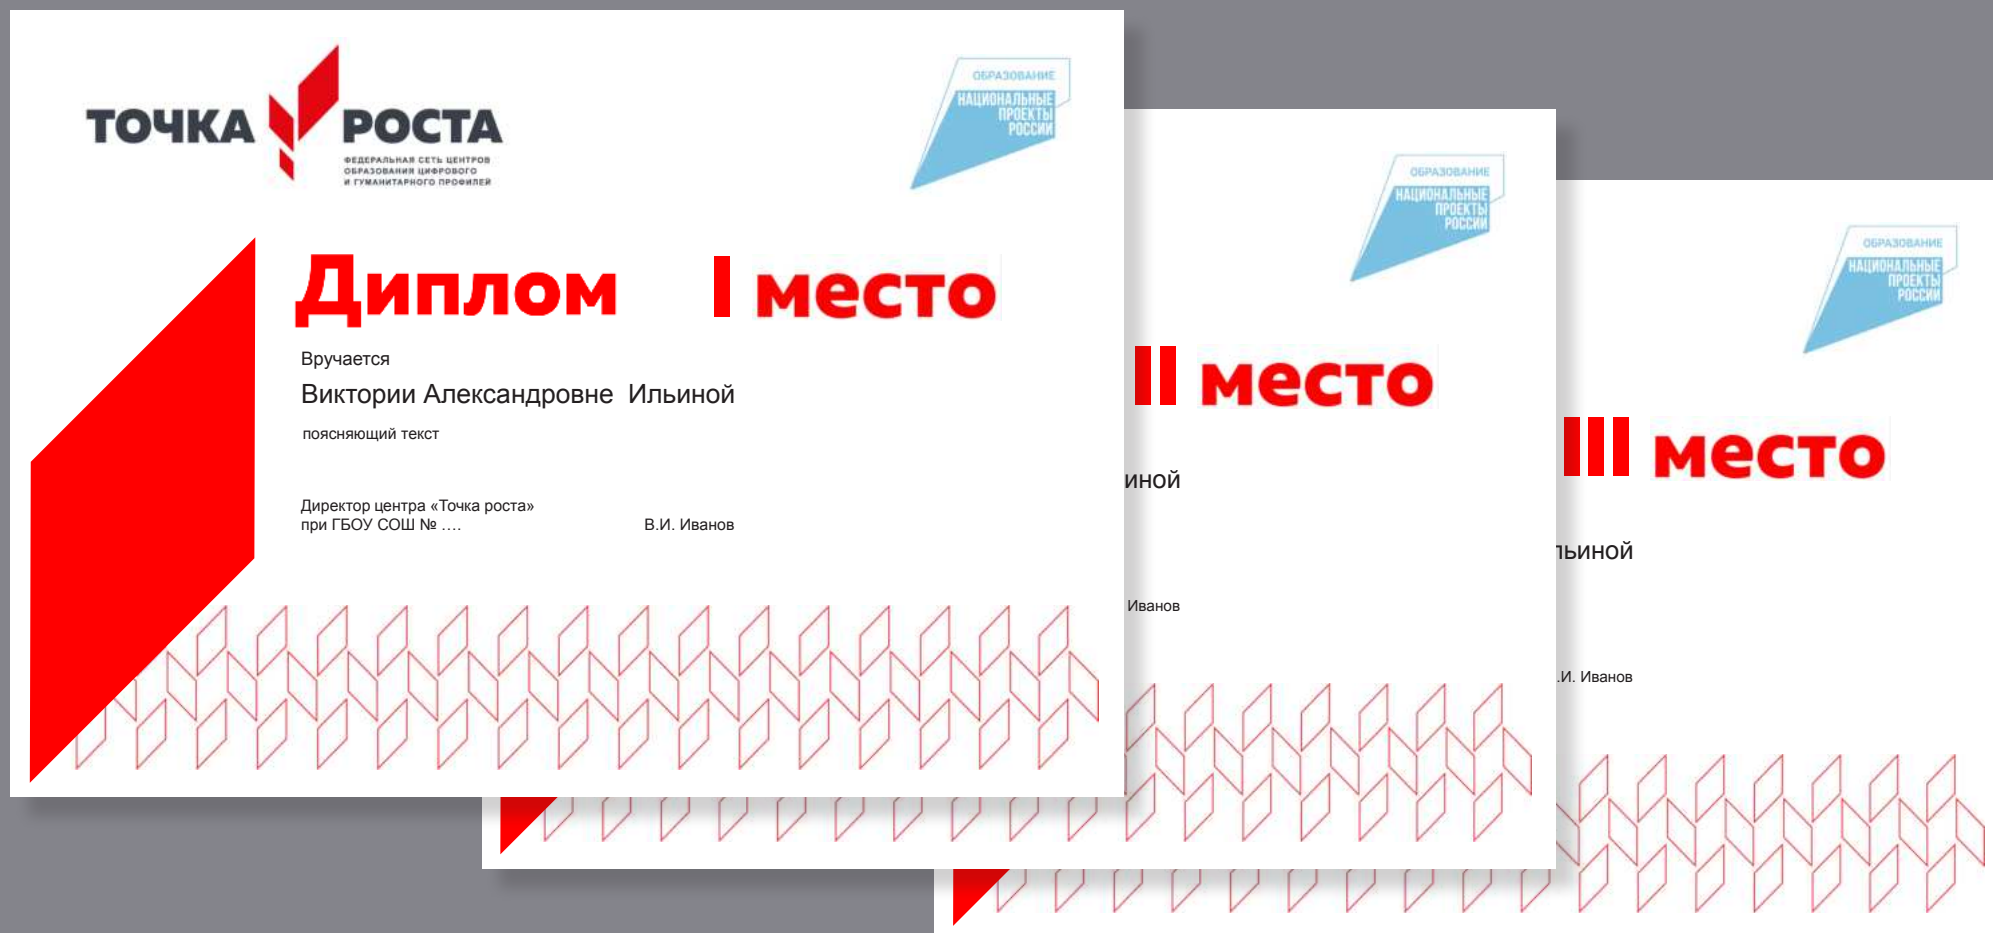 ТОЧКА РОСТА
ФЕДЕРАЛЬНАЯ СЕТЬ ЦЕНТРОВ
ОБРАЗОВАНИЯ ЦИФРОВОГО
И ГУМАНИТАРНОГО ПРОФИЛЕЙ
ОБРАЗОВАНИЕ
НАЦИОНАЛЬНЫЕ
ПРОЕКТЫ
РОССИИ
Диплом I место
Вручается
Виктории Александровне Ильиной
поясняющий текст
Директор центра «Точка роста»
при ГБОУ СОШ № .... В.И. Иванов
ОБРАЗОВАНИЕ
НАЦИОНАЛЬНЫЕ
ПРОЕКТЫ
РОССИИ
II место
иной
Иванов
ОБРАЗОВАНИЕ
НАЦИОНАЛЬНЫЕ
ПРОЕКТЫ
РОССИИ
III место
льиной
.И. Иванов